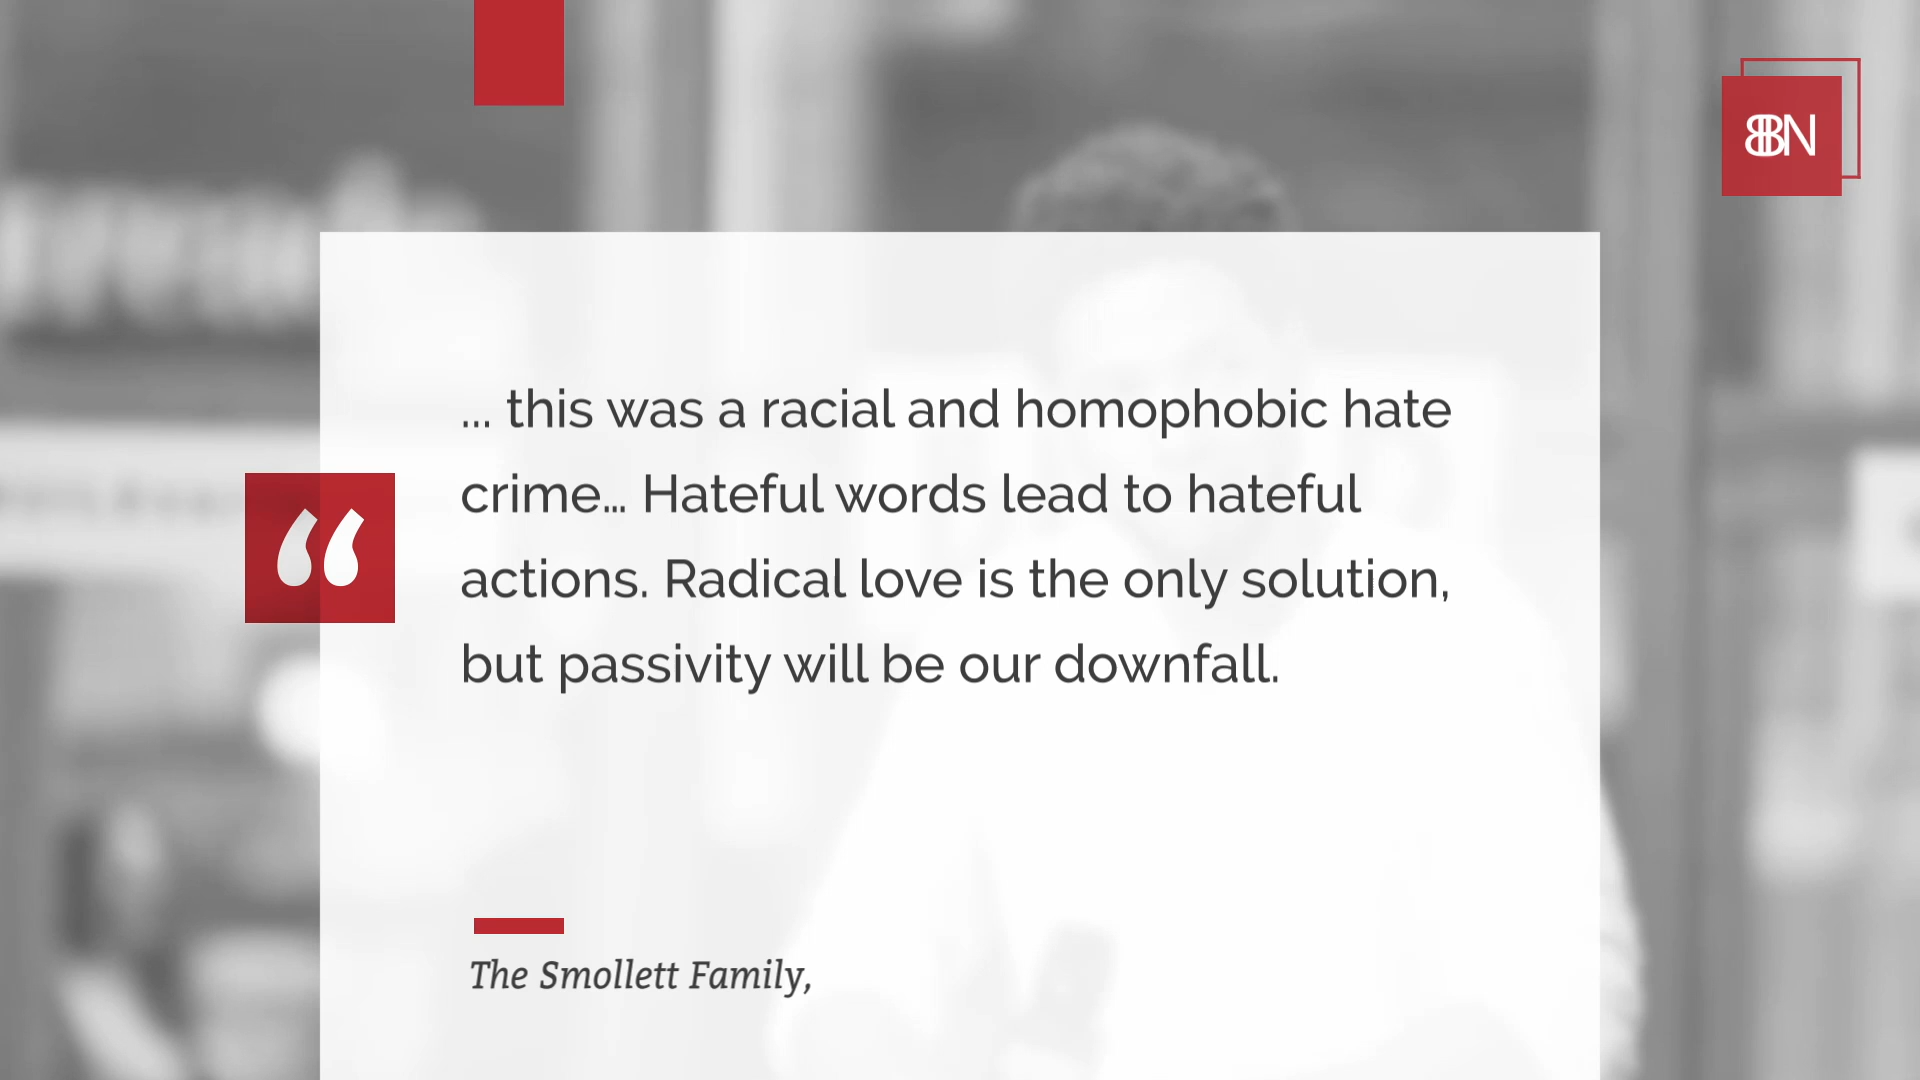 BBN
... this was a racial and homophobic hate
crime... Hateful words lead to hateful
actions. Radical love is the only solution,
but passivity will be our downfall.
The Smollett Family,